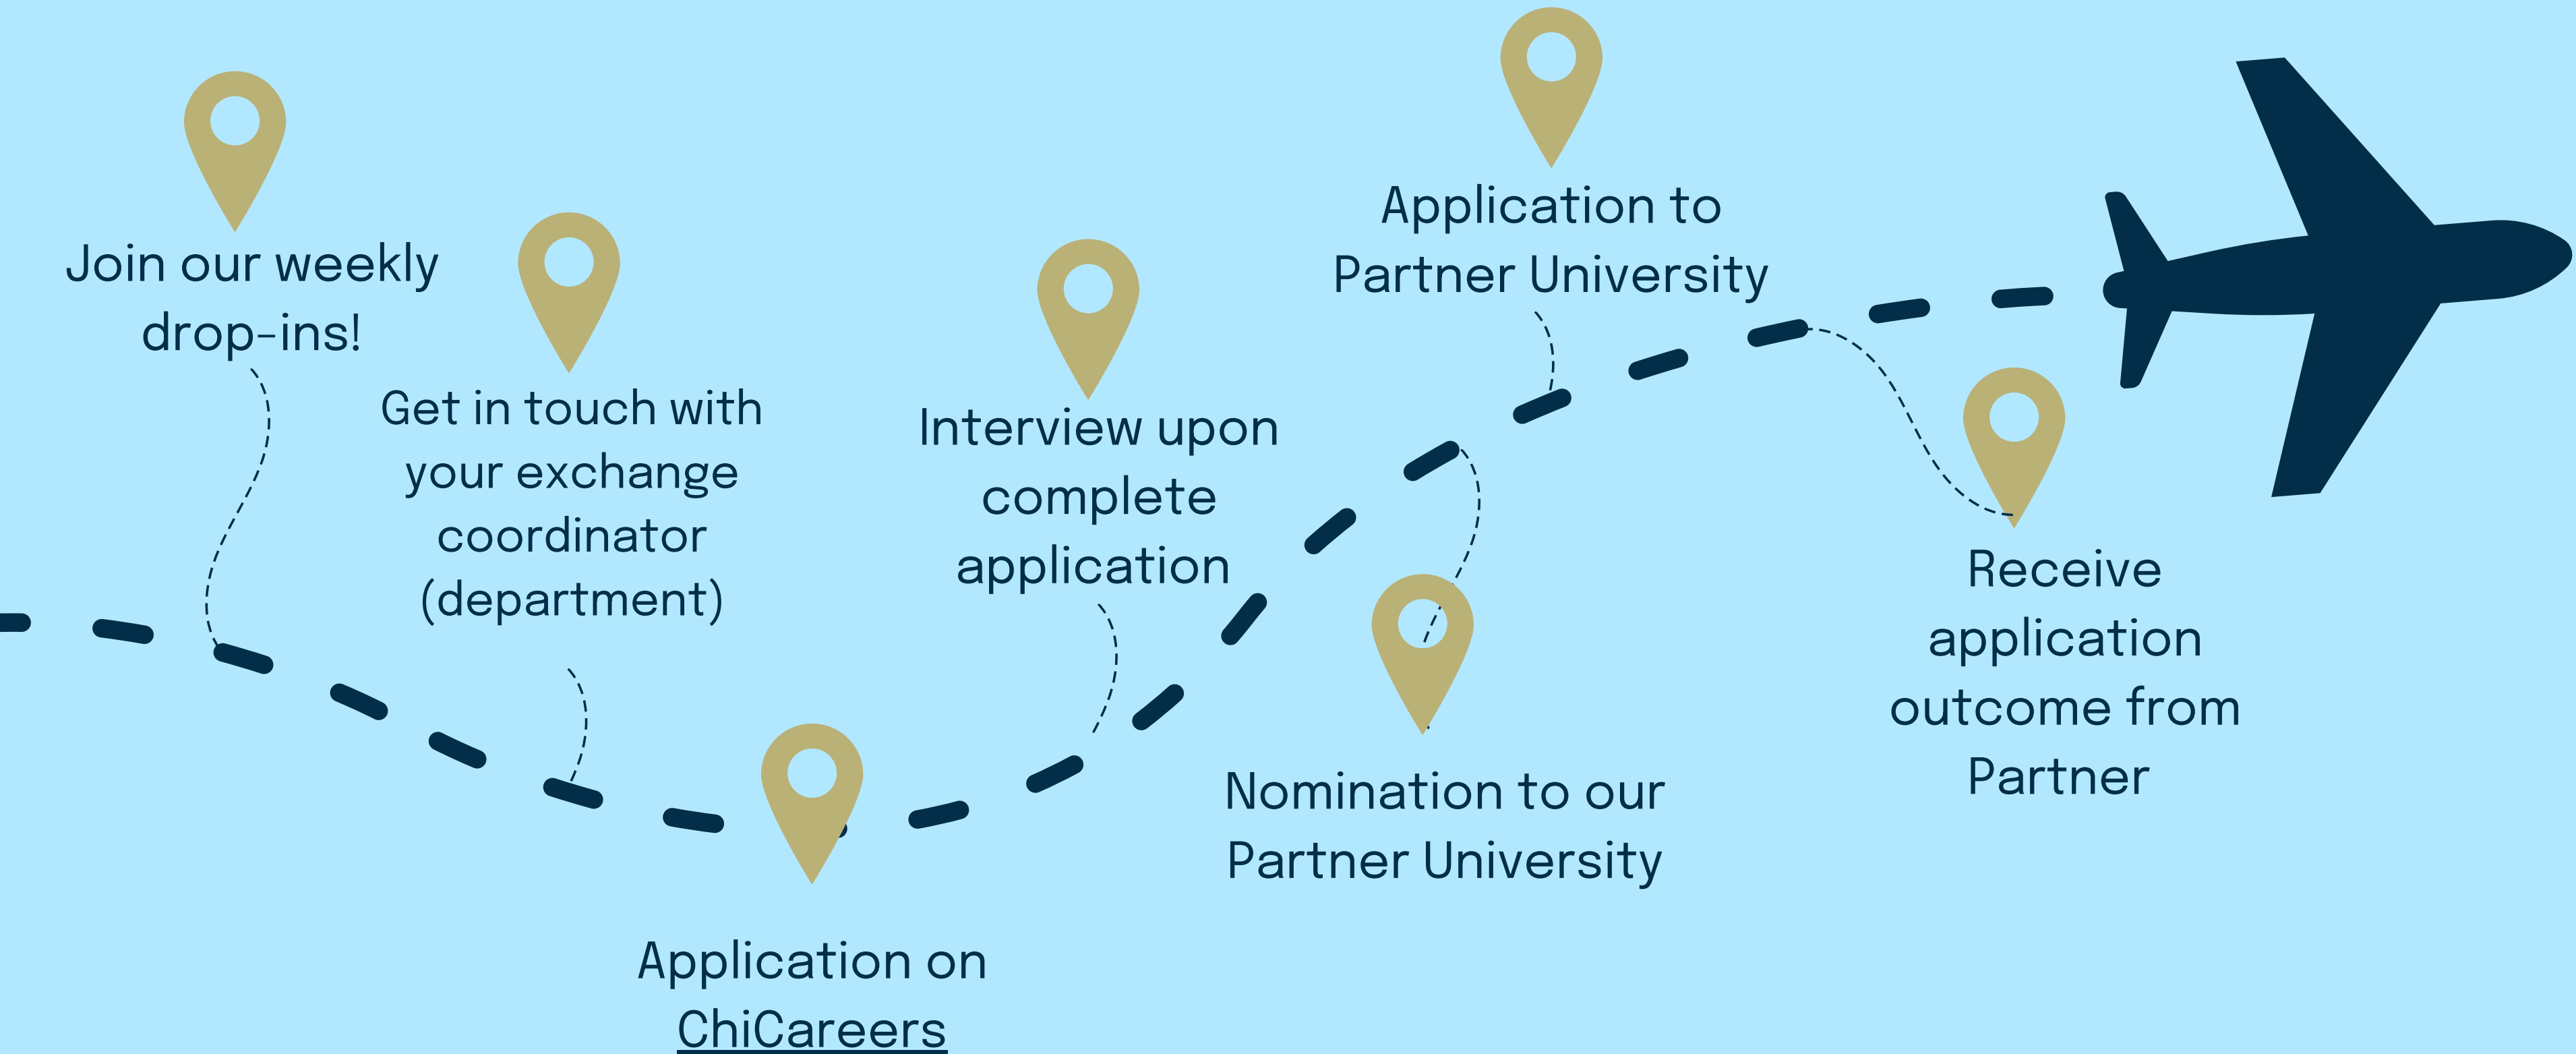 Join our weekly
drop-ins!
Get in touch with
your exchange
coordinator
(department)
Application on
ChiCareers
Interview upon
complete
application
Nomination to our
Partner University
Application to
Partner University
Receive
application
outcome from
Partner